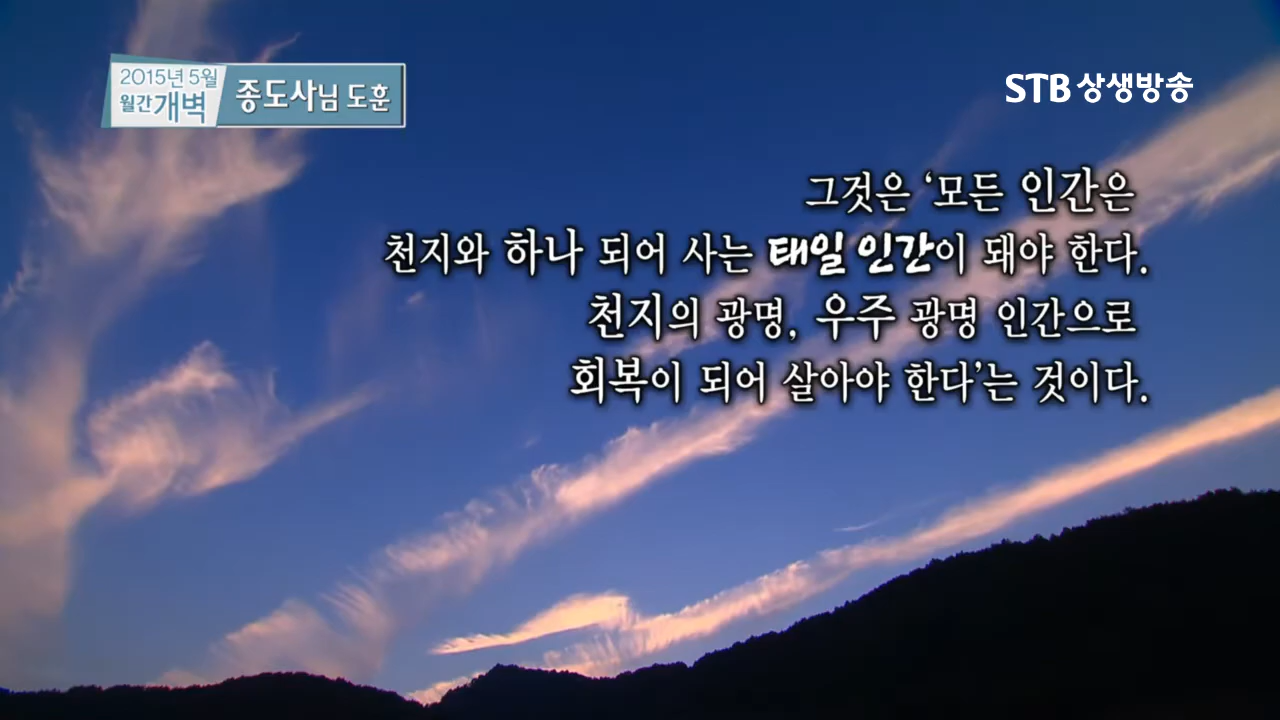 2015년 5월
월간개벽
종도사님 도훈
STB 상생방송
그것은 ‘모든 인간은
천지와 하나 되어 사는 태일 인간이 돼야 한다.
천지의 광명, 우주 광명 인간으로
회복이 되어 살아야 한다’는 것이다.